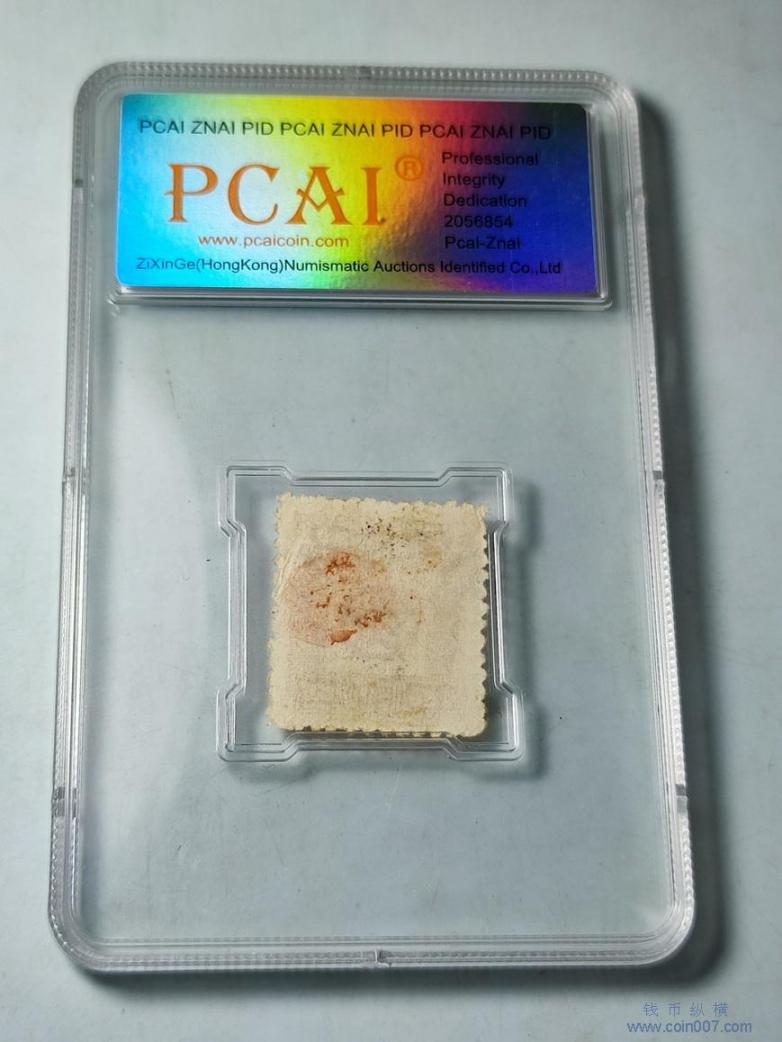 PCAI ZNAI PID PCAI ZNAI PID PCAI ZNAI PID
PCAI®
www.pcaicoin.com
Professional
Integrity
Dedication
2056854
Pcai-Znai
ZiXinGe(HongKong)Numismatic Auctions Identified Co.,Ltd
钱币纵横
www.coin007.com